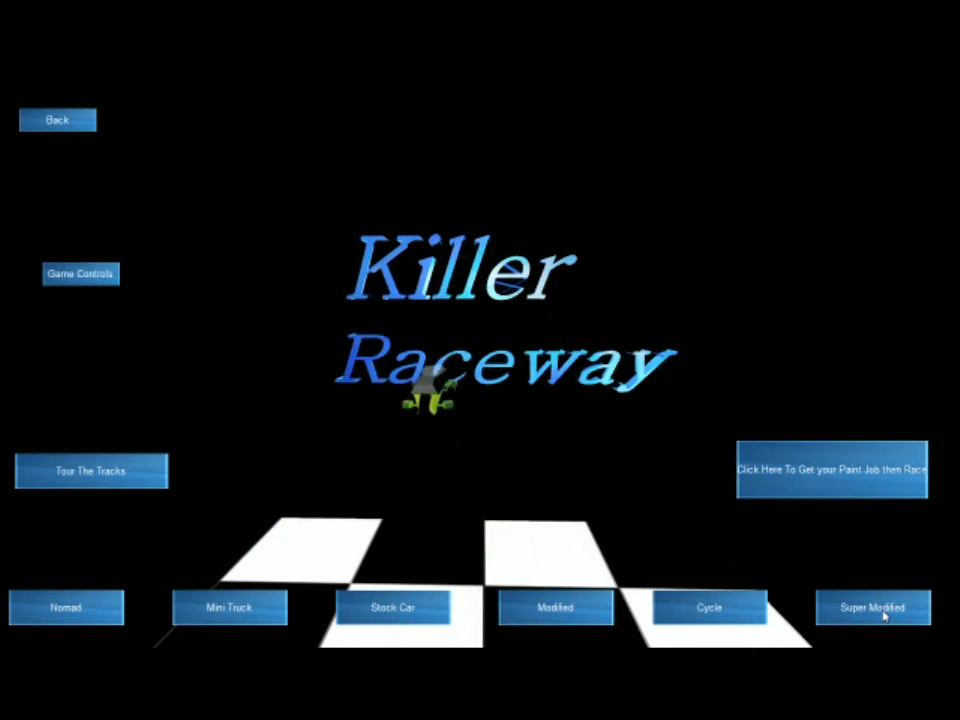 Back
Killer
Game Controls
Raceway
Tour The Tracks
Click Here To Get your Paint Job then Race
Nomad
Mini Truck
Stock Car
Modified
Cycle
Super Modified